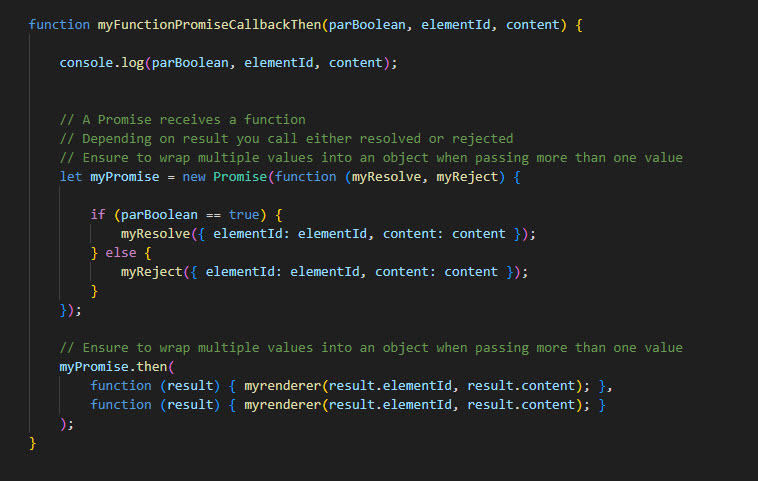 function myFunctionPromiseCallbackThen(parBoolean, elementId, content) {
console.log(parBoolean, elementId, content);
// A Promise receives a function
// Depending on result you call either resolved or rejected
// Ensure to wrap multiple values into an object when passing more than one value
let myPromise = new Promise(function (myResolve, myReject) {
if (parBoolean == true) {
myResolve({ elementId: elementId, content: content });
} else {
myReject({ elementId: elementId, content: content });
}
});
// Ensure to wrap multiple values into an object when passing more than one value
myPromise.then(
function (result) { myrenderer(result.elementId, result.content); },
function (result) { myrenderer(result.elementId, result.content); }
);
}